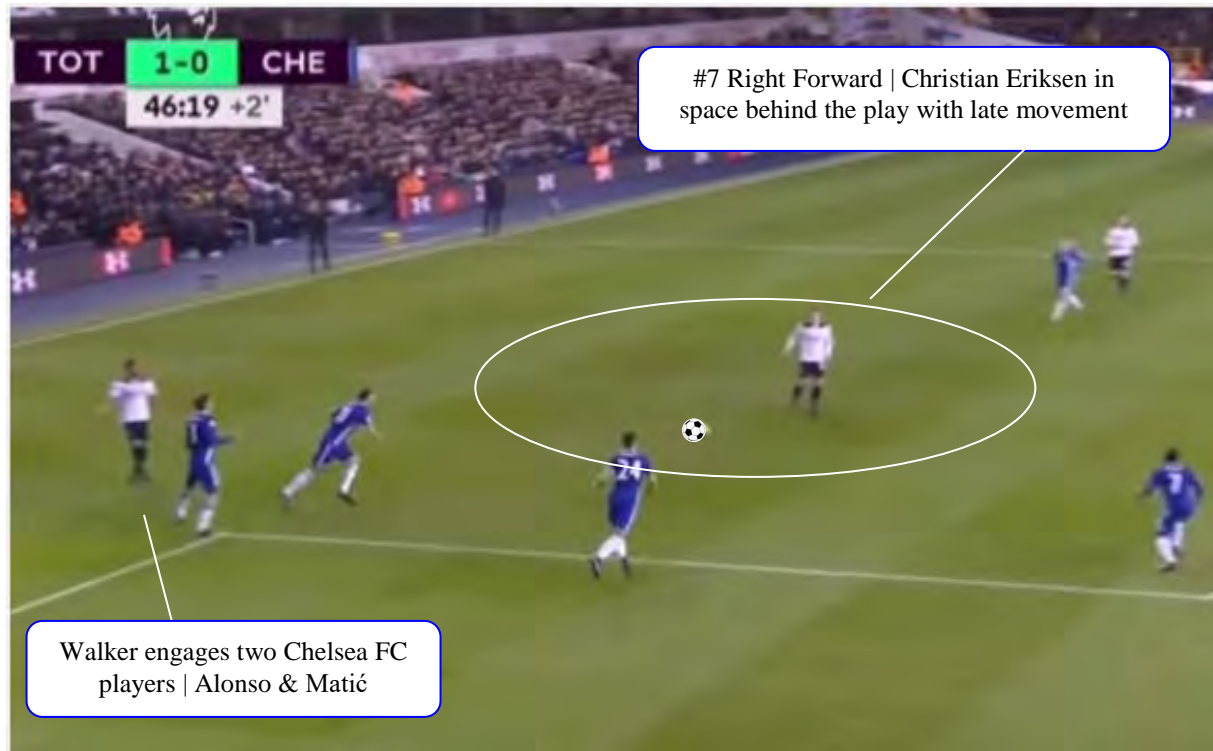 TOT 1-0 CHE
46:19 +2'
#7 Right Forward | Christian Eriksen in
space behind the play with late movement
24
7
Walker engages two Chelsea FC
players | Alonso & Matić